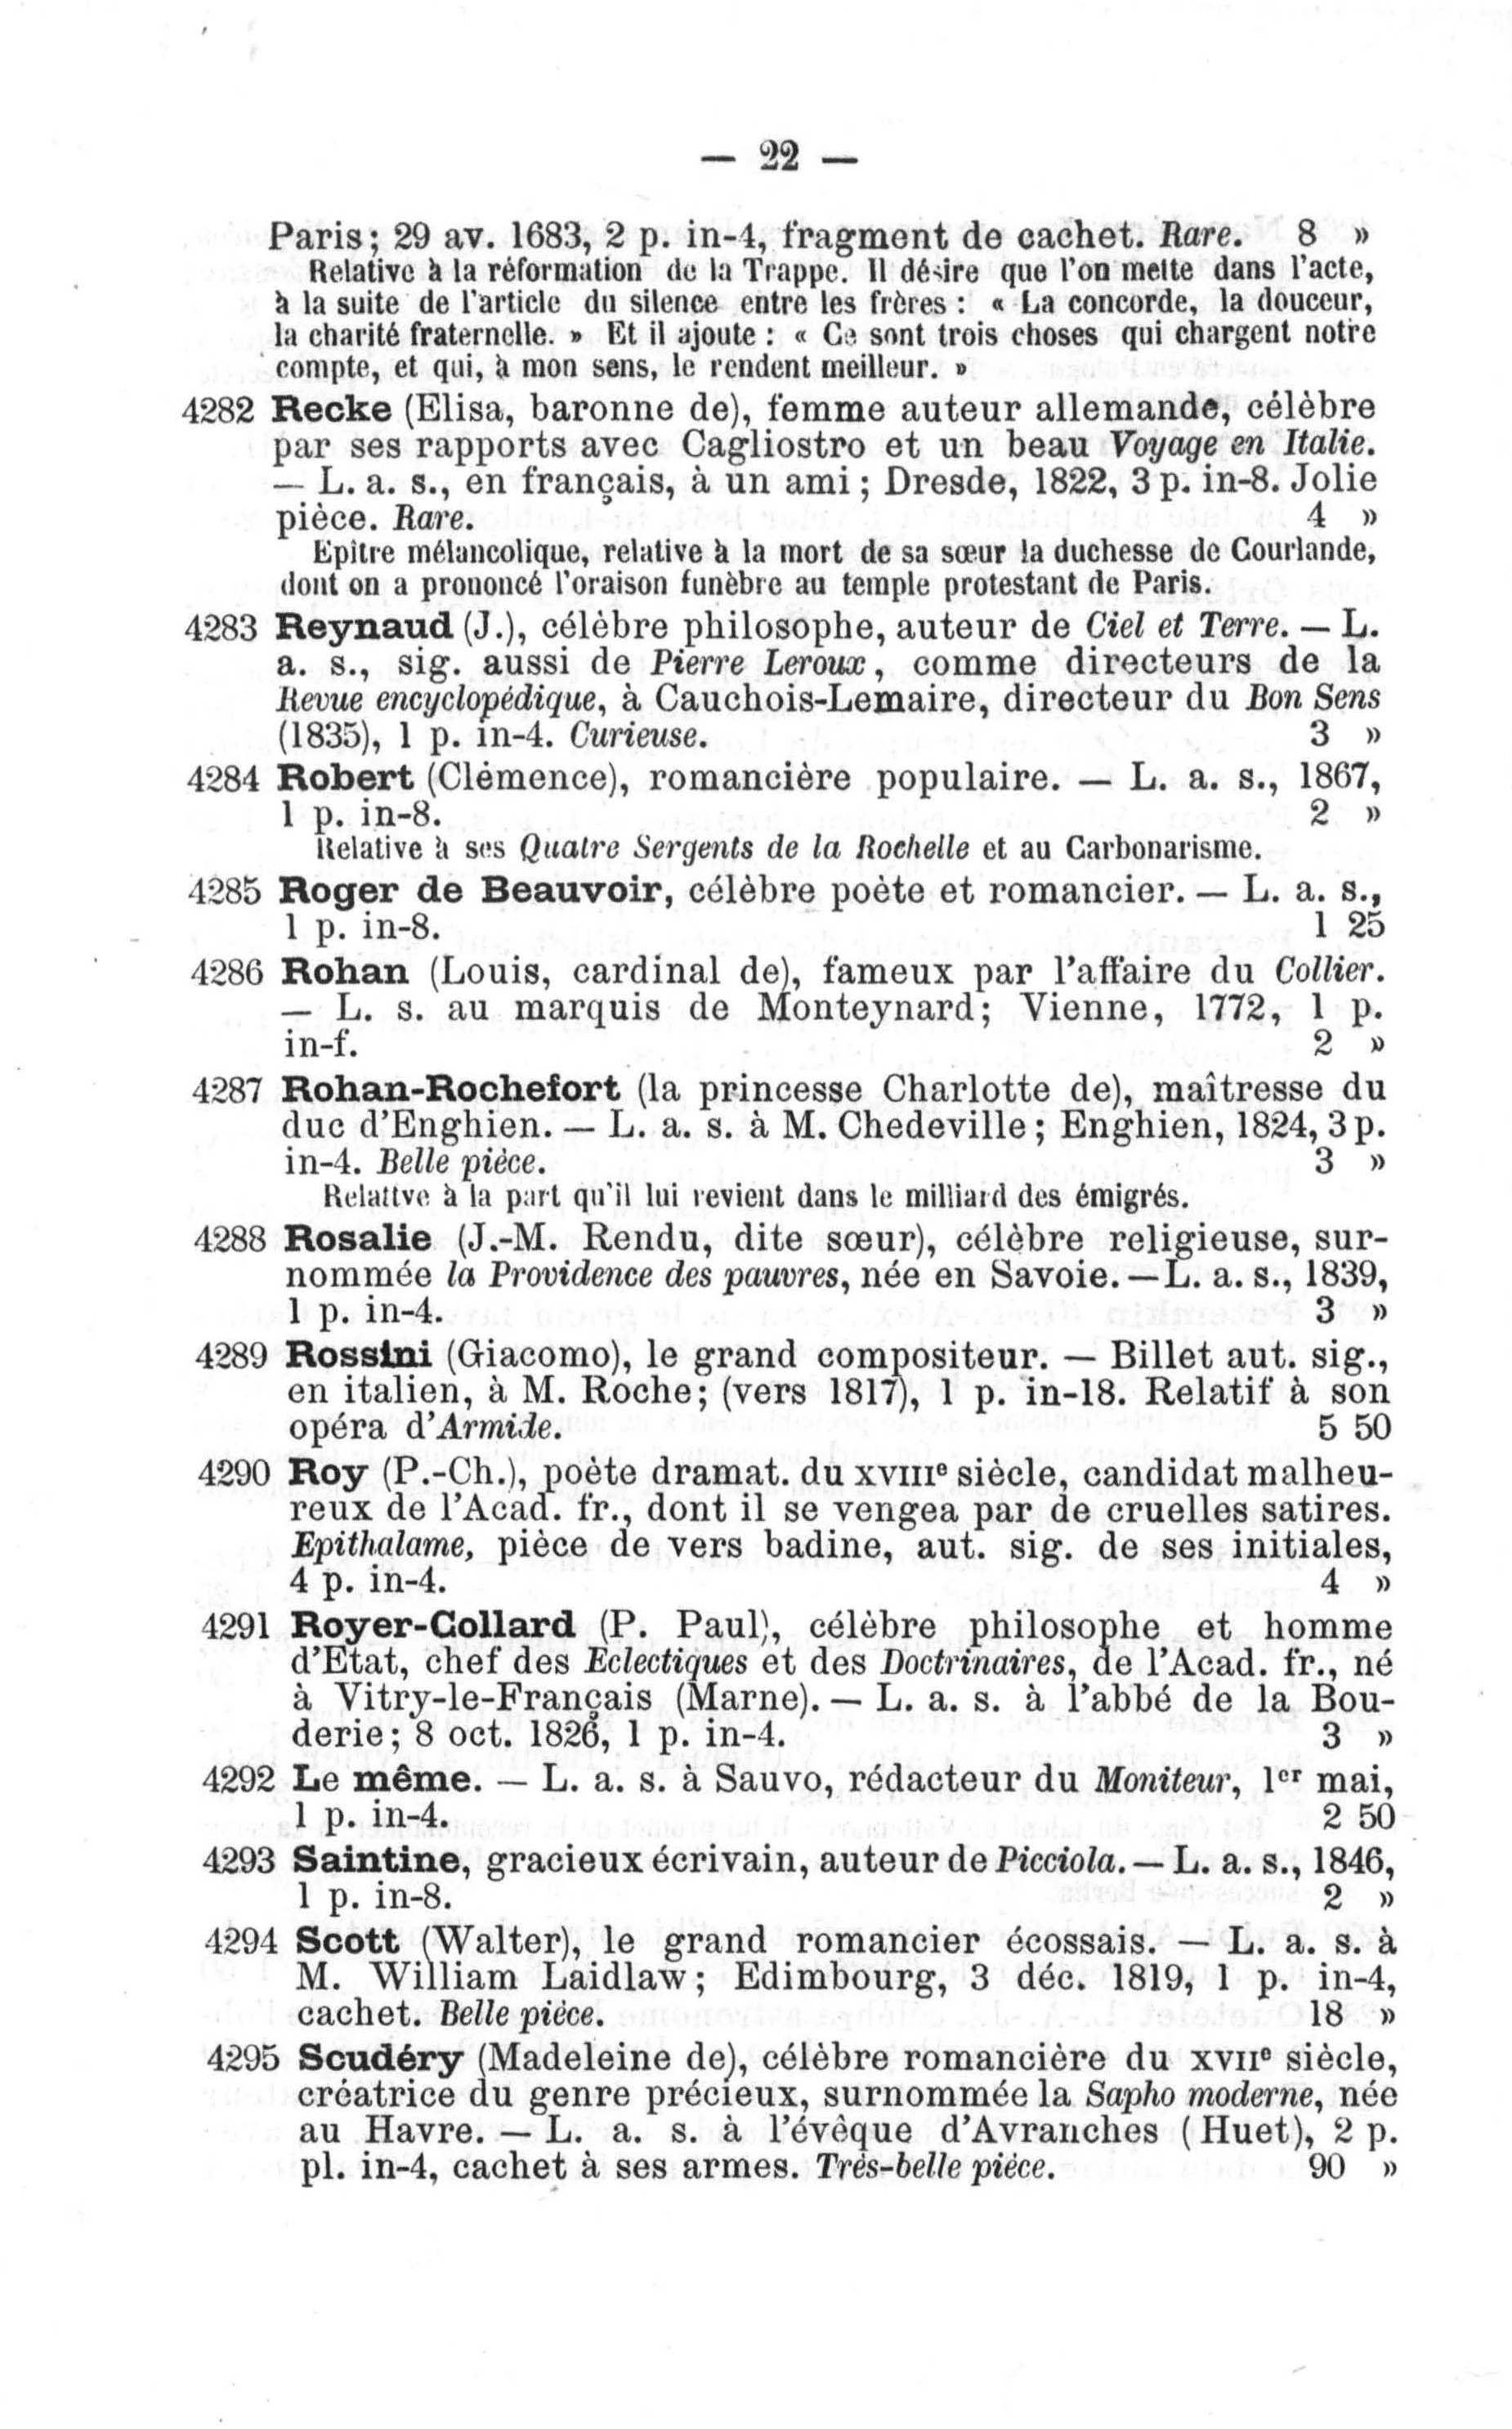 — 22 —
Paris; 29 av. 1683, 2 p. in-4, fragment de cachet. Rare. 8 »
Relative à la réformation de la Trappe. Il désire que l'on mette dans l'acte,
à la suite de l'article du silence entre les frères : « La concorde, la douceur,
la charité fraternelle. » Et il ajoute : « Ce sont trois choses qui chargent notre
compte, et qui, à mon sens, le rendent meilleur. »
4282 Recke (Elisa, baronne de), femme auteur allemande, célèbre
par ses rapports avec Cagliostro et un beau Voyage en Italie.
— L. a. s., en français, à un ami ; Dresde, 1822, 3 p. in-8. Jolie
pièce. Rare. 4 »
Epître mélancolique, relative à la mort de sa sœur la duchesse de Courlande,
dont on a prononcé l'oraison funèbre au temple protestant de Paris.
4283 Reynaud (J.), célèbre philosophe, auteur de Ciel et Terre. — L.
a. s., sig. aussi de Pierre Leroux, comme directeurs de la
Revue encyclopédique, à Cauchois-Lemaire, directeur du Bon Sens
(1835), 1 p. in-4. Curieuse. 3 »
4284 Robert (Clémence), romancière populaire. — L. a. s., 1867,
1 p. in-8. 2 »
Relative à ses Quatre Sergents de la Rochelle et au Carbonarisme.
4285 Roger de Beauvoir, célèbre poète et romancier. — L. a. s.,
1 p. in-8. 1 25
4286 Rohan (Louis, cardinal de), fameux par l'affaire du Collier.
— L. s. au marquis de Monteynard; Vienne, 1772, 1 p.
in-f. 2 »
4287 Rohan-Rochefort (la princesse Charlotte de), maîtresse du
duc d'Enghien. — L. a. s. à M. Chedeville ; Enghien, 1824, 3 p.
in-4. Belle pièce. 3 »
Relattve à la part qu'il lui revient dans le milliard des émigrés.
4288 Rosalie (J.-M. Rendu, dite sœur), célèbre religieuse, sur-
nommée la Providence des pauvres, née en Savoie. — L. a. s., 1839,
1 p. in-4. 3 »
4289 Rossini (Giacomo), le grand compositeur. — Billet aut. sig.,
en italien, à M. Roche; (vers 1817), 1 p. in-18. Relatif à son
opéra d'Armide. 5 50
4290 Roy (P.-Ch.), poète dramat. du XVIIIe siècle, candidat malheu-
reux de l'Acad. fr., dont il se vengea par de cruelles satires.
Epithalame, pièce de vers badine, aut. sig. de ses initiales,
4 p. in-4. 4 »
4291 Royer-Collard (P. Paul), célèbre philosophe et homme
d'Etat, chef des Eclectiques et des Doctrinaires, de l'Acad. fr., né
à Vitry-le-Français (Marne). — L. a. s. à l'abbé de la Bou-
derie; 8 oct. 1826, 1 p. in-4. 3 »
4292 Le même. — L. a. s. à Sauvo, rédacteur du Moniteur, 1er mai,
1 p. in-4. 2 50
4293 Saintine, gracieux écrivain, auteur de Picciola. — L. a. s., 1846,
1 p. in-8. 2 »
4294 Scott (Walter), le grand romancier écossais. — L. a. s. à
M. William Laidlaw; Edimbourg, 3 déc. 1819, 1 p. in-4,
cachet. Belle pièce. 18 »
4295 Scudéry (Madeleine de), célèbre romancière du XVIIe siècle,
créatrice du genre précieux, surnommée la Sapho moderne, née
au Havre. — L. a. s. à l'évêque d'Avranches (Huet), 2 p.
pl. in-4, cachet à ses armes. Très-belle pièce. 90 »